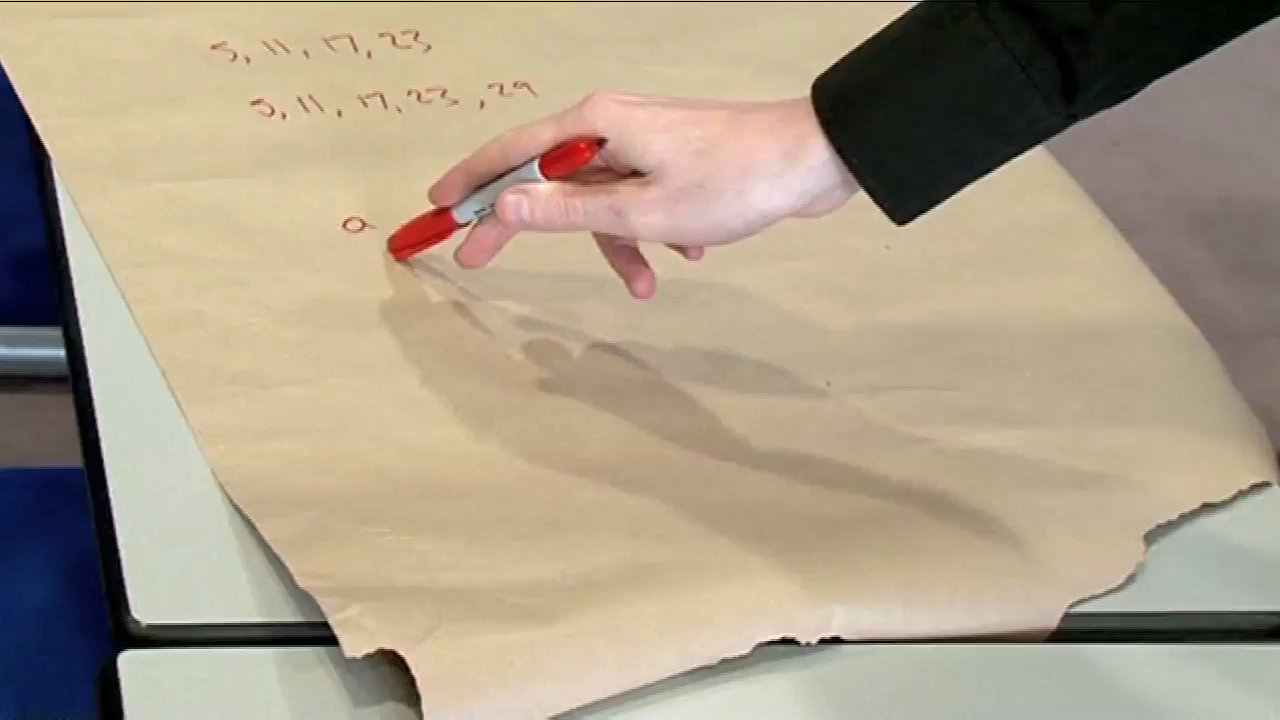 5, 11, 17, 23
5, 11, 17, 23, 29
a